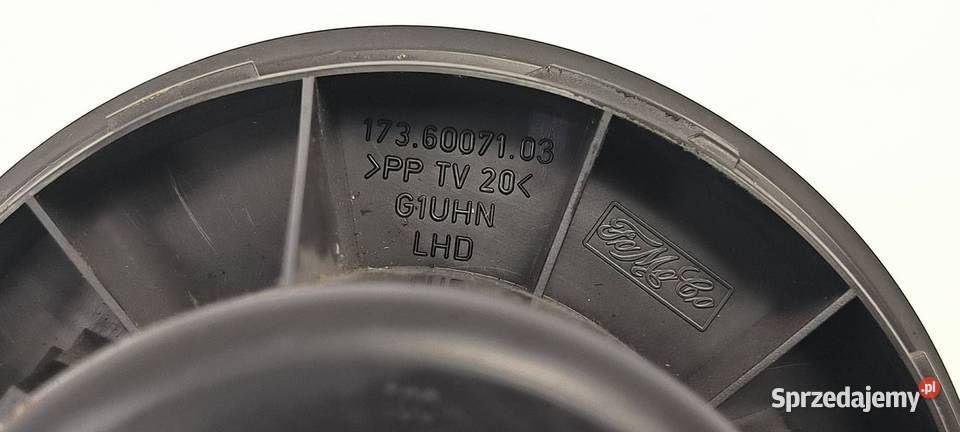 173.60071.03
>PP TV 20<
G1UHN
LHD
FoMoCo
Sprzedajemy.pl